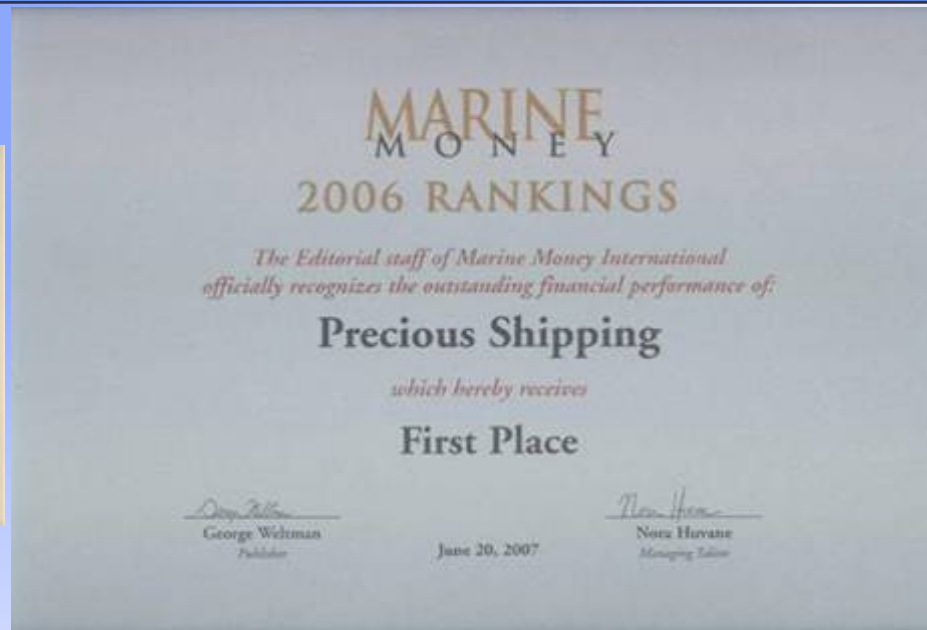 MARINE
MONEY
2006 RANKINGS
The Editorial staff of Marine Money International
officially recognizes the outstanding financial performance of:
Precious Shipping
which hereby receives
First Place
George Weltman
Publisher
June 20, 2007
Nora Huvane
Managing Editor